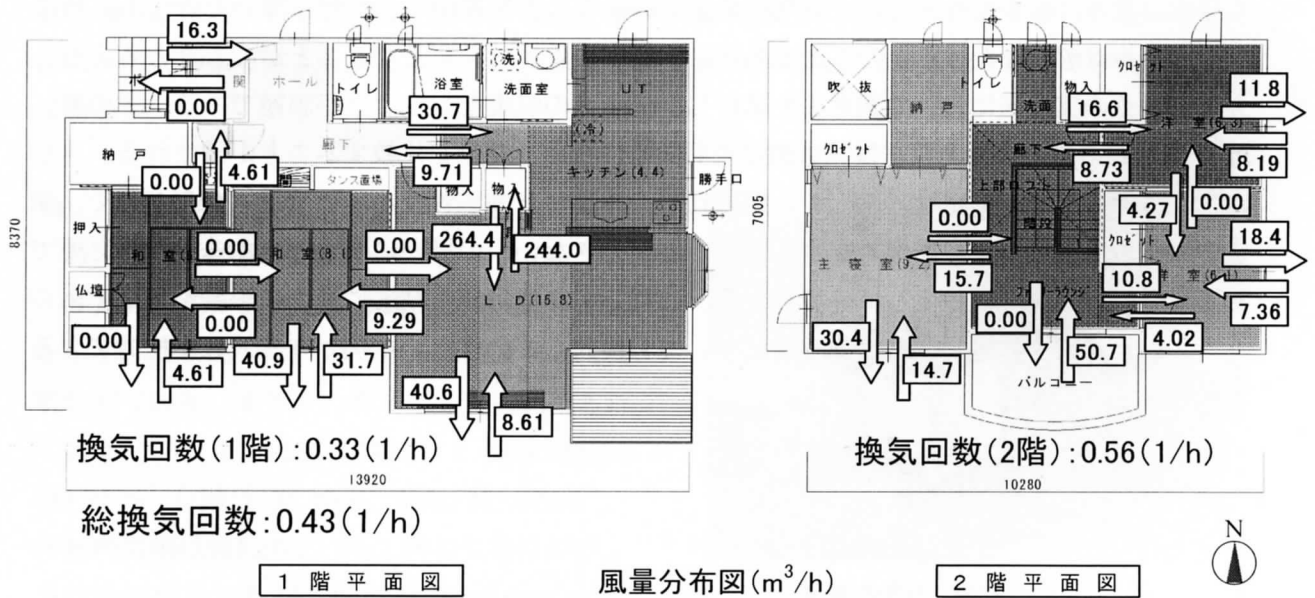 16.3
0.00
ホール
トイレ
浴室
(洗)
洗面室
UT
30.7
9.71
(冷)
廊下
納戸
0.00
4.61
タンス置場
物入
物入
キッチン(4.4)
勝手口
8370
押入
仏壇
和室
0.00
0.00
和室(8.1)
0.00
9.29
264.4
244.0
L.D(15.8)
0.00
4.61
40.9
31.7
40.6
8.61
換気回数(1階):0.33(1/h)
13920
総換気回数:0.43(1/h)
1階平面図
風量分布図(m³/h)
吹抜
納戸
トイレ
洗面
物入
クロゼット
16.6
8.73
洋室(6.3)
11.8
8.19
クロゼット
廊下
7005
階段
クロゼット
4.27
0.00
0.00
15.7
主寝室(9.2)
18.4
7.36
10.8
4.02
30.4
14.7
0.00
50.7
バルコニー
換気回数(2階):0.56(1/h)
10280
2階平面図
N